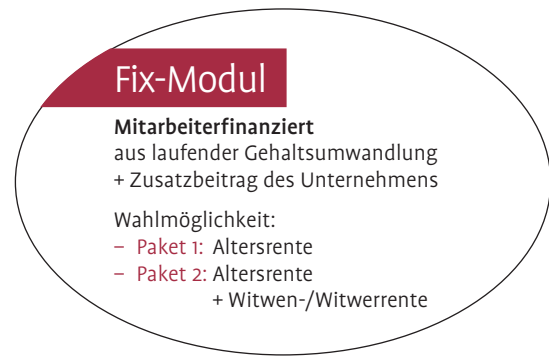 Fix-Modul
Mitarbeiterfinanziert
aus laufender Gehaltsumwandlung
+ Zusatzbeitrag des Unternehmens
Wahlmöglichkeit:
– Paket 1: Altersrente
– Paket 2: Altersrente
+ Witwen-/Witwerrente